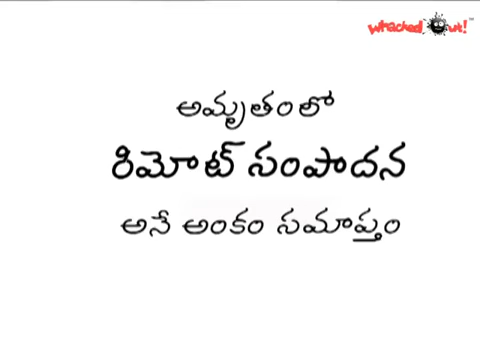 whacked out!
అమృతంలో
రిమోట్ సంపాదన
అనే అంకం సమాప్తం